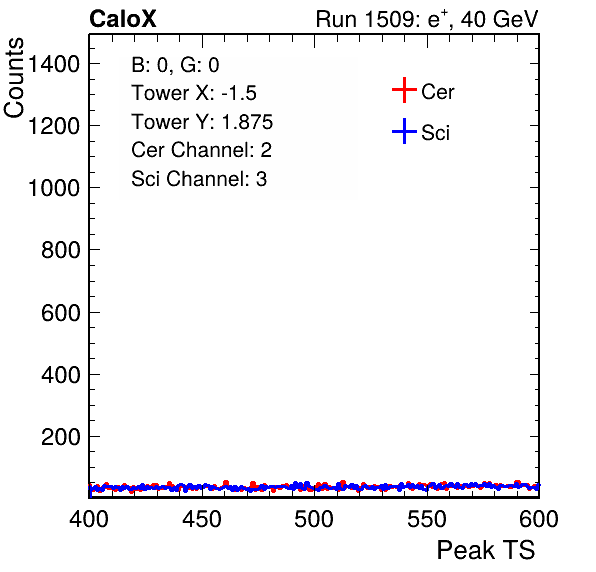 CaloX Run 1509: e+, 40 GeV
Counts
1400
1200
1000
800
600
400
200
B: 0, G: 0
Tower X: -1.5
Tower Y: 1.875
Cer Channel: 2
Sci Channel: 3
Cer
Sci
400 450 500 550 600
Peak TS